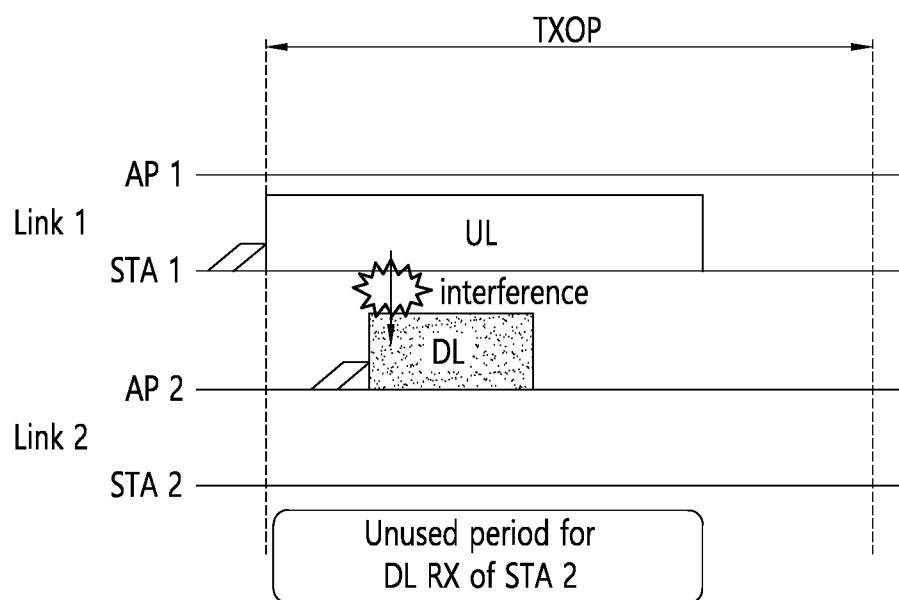 TXOP
AP 1
Link 1
UL
STA 1
interference
DL
AP 2
Link 2
STA 2
Unused period for
DL RX of STA 2